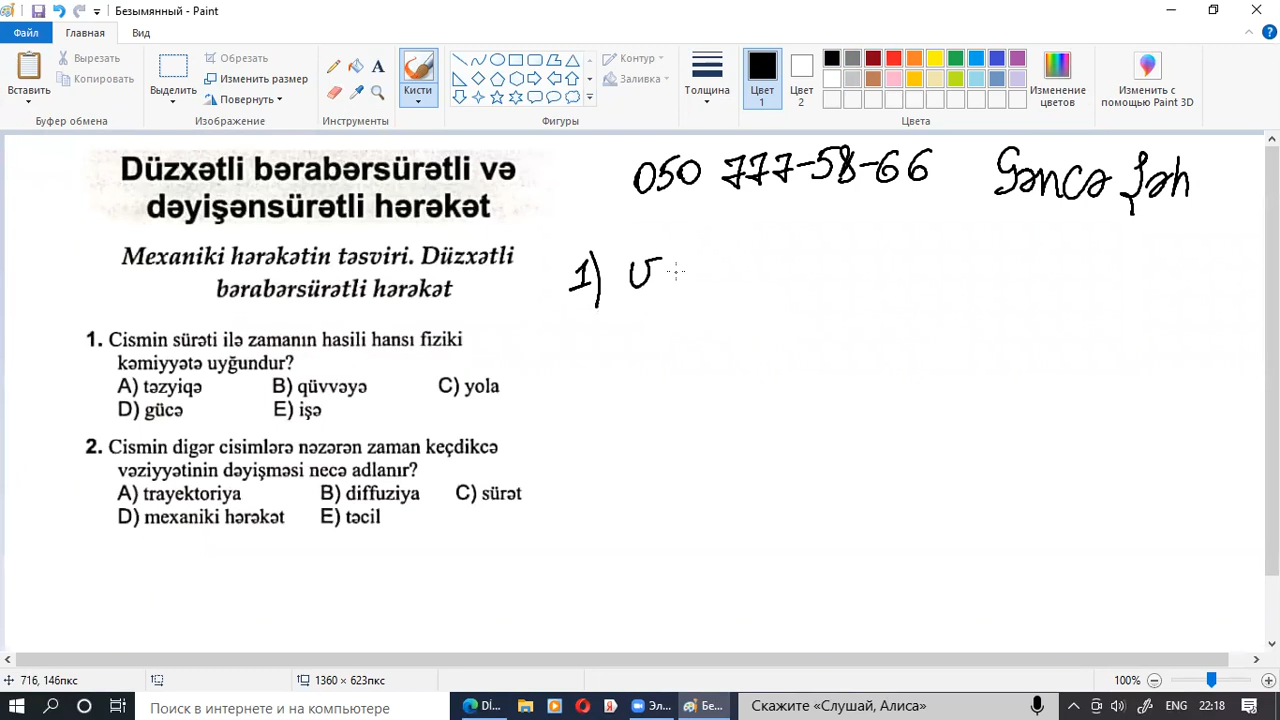 Безымянный - Paint
Файл Главная Вид
Вставить
Вырезать
Копировать
Буфер обмена
Выделить
Обрезать
Изменить размер
Повернуть
Изображение
A
Инструменты
Кисти
Контур
Заливка
Фигуры
Толщина
Цвет 1
Цвет 2
Цвета
Изменение цветов
Изменить с помощью Paint 3D
Düzxətli bərabərsürətli və
dəyişənsürətli hərəkət
Mexaniki hərəkətin təsviri. Düzxətli
bərabərsürətli hərəkət
1. Cismin sürəti ilə zamanın hasili hansı fiziki
kəmiyyətə uyğundur?
A) təzyiqə B) qüvvəyə C) yola
D) gücə E) işə
2. Cismin digər cisimlərə nəzərən zaman keçdikcə
vəziyyətinin dəyişməsi necə adlanır?
A) trayektoriya B) diffuziya C) sürət
D) mexaniki hərəkət E) təcil
050 777-58-66 Gəncə Şəh
1) v
716, 146пкс 1360 × 623пкс 100%
Поиск в интернете и на компьютере Dİ... Эл... Бе... Скажите «Слушай, Алиса» ENG 22:18